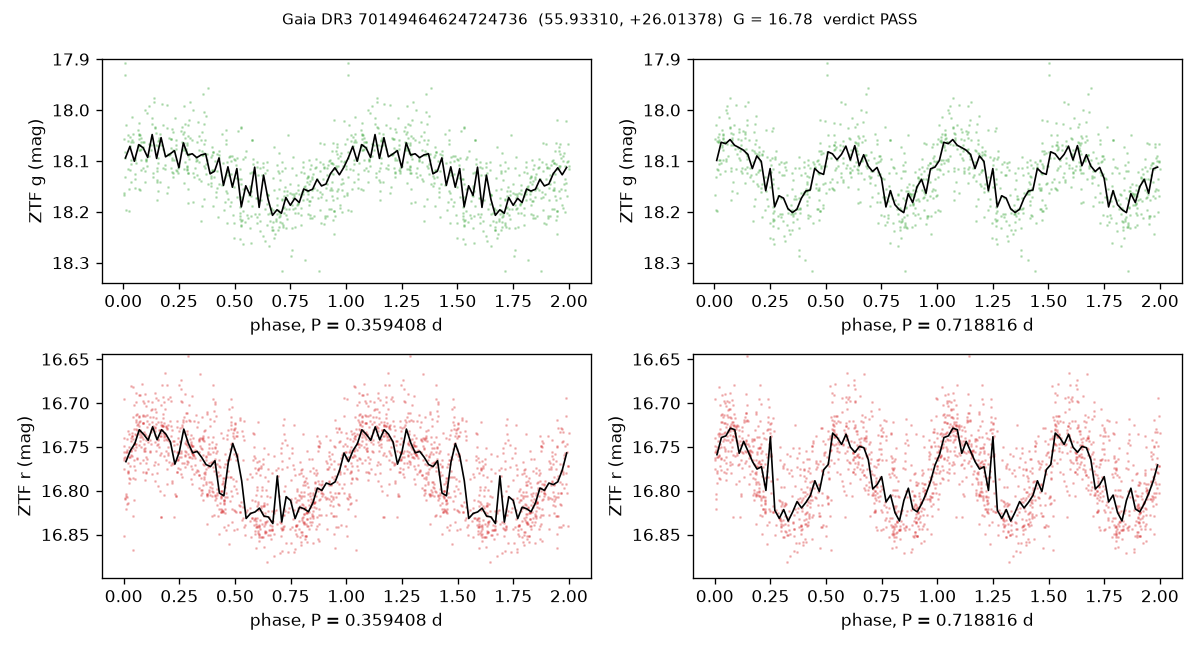 Gaia DR3 70149464624724736  (55.93310, +26.01378)  G = 16.78  verdict PASS
ZTF g (mag)
17.9
18.0
18.1
18.2
18.3
0.00 0.25 0.50 0.75 1.00 1.25 1.50 1.75 2.00
phase, P = 0.359408 d
ZTF g (mag)
17.9
18.0
18.1
18.2
18.3
0.00 0.25 0.50 0.75 1.00 1.25 1.50 1.75 2.00
phase, P = 0.718816 d
ZTF r (mag)
16.65
16.70
16.75
16.80
16.85
0.00 0.25 0.50 0.75 1.00 1.25 1.50 1.75 2.00
phase, P = 0.359408 d
ZTF r (mag)
16.65
16.70
16.75
16.80
16.85
0.00 0.25 0.50 0.75 1.00 1.25 1.50 1.75 2.00
phase, P = 0.718816 d